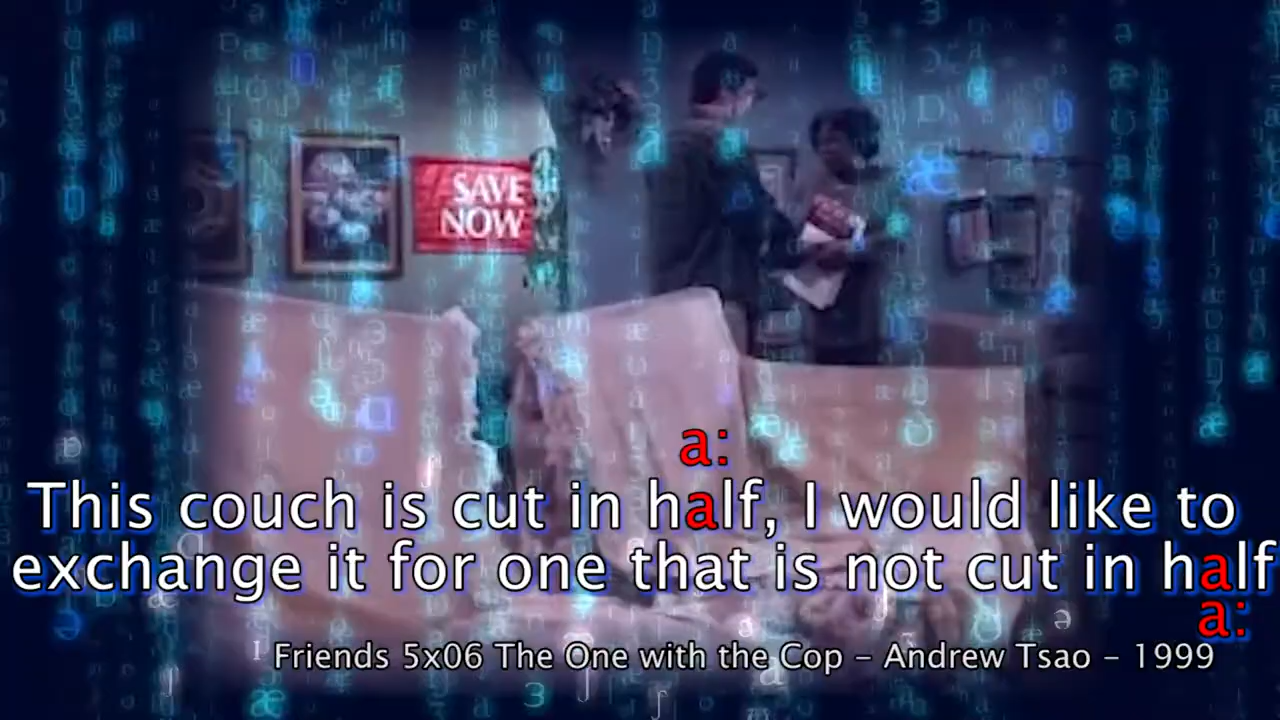 SAVE
NOW
a:
This couch is cut in half, I would like to
exchange it for one that is not cut in half
a:
Friends 5x06 The One with the Cop – Andrew Tsao – 1999